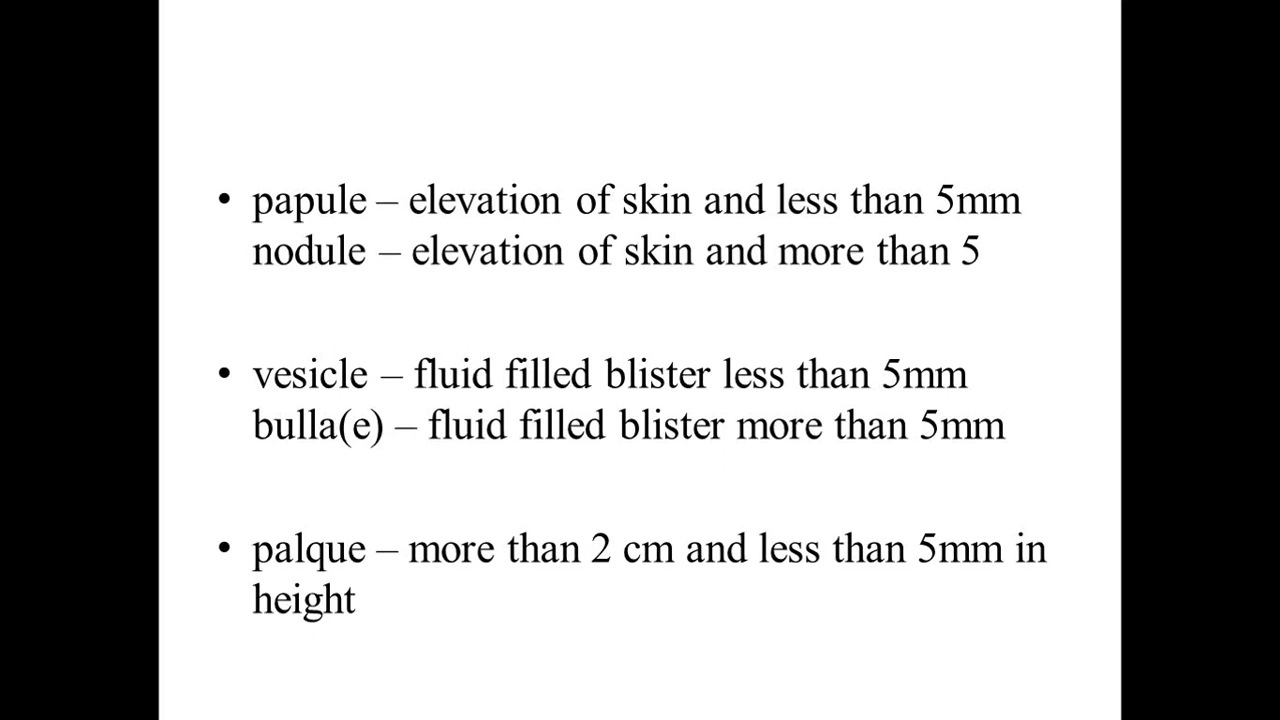 • papule – elevation of skin and less than 5mm
nodule – elevation of skin and more than 5
• vesicle – fluid filled blister less than 5mm
bulla(e) – fluid filled blister more than 5mm
• palque – more than 2 cm and less than 5mm in
height